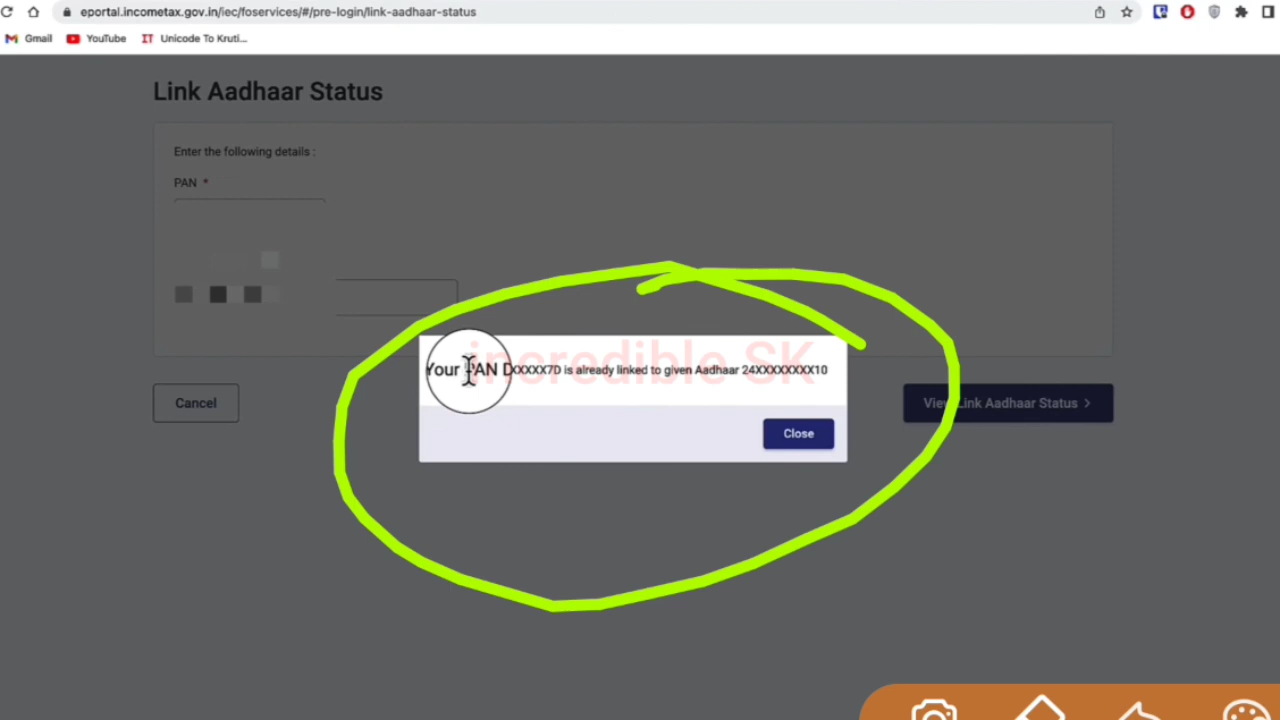 eportal.incometax.gov.in/iec/foservices/#/pre-login/link-aadhaar-status
Gmail YouTube Unicode To Kruti...
Link Aadhaar Status
Enter the following details :
PAN *
incredible SK
Your PAN DXXXXX7D is already linked to given Aadhaar 24XXXXXXXX10
Cancel
View Link Aadhaar Status >
Close